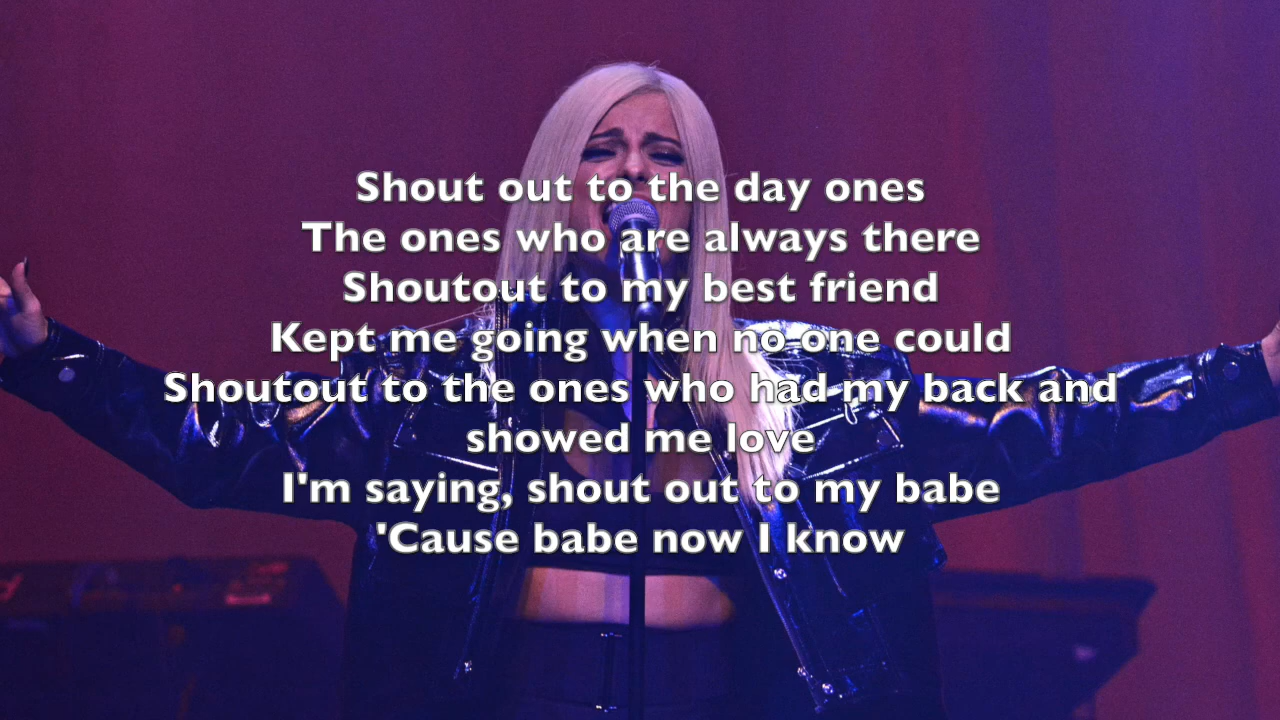 Shout out to the day ones
The ones who are always there
Shoutout to my best friend
Kept me going when no one could
Shoutout to the ones who had my back and
showed me love
I'm saying, shout out to my babe
'Cause babe now I know